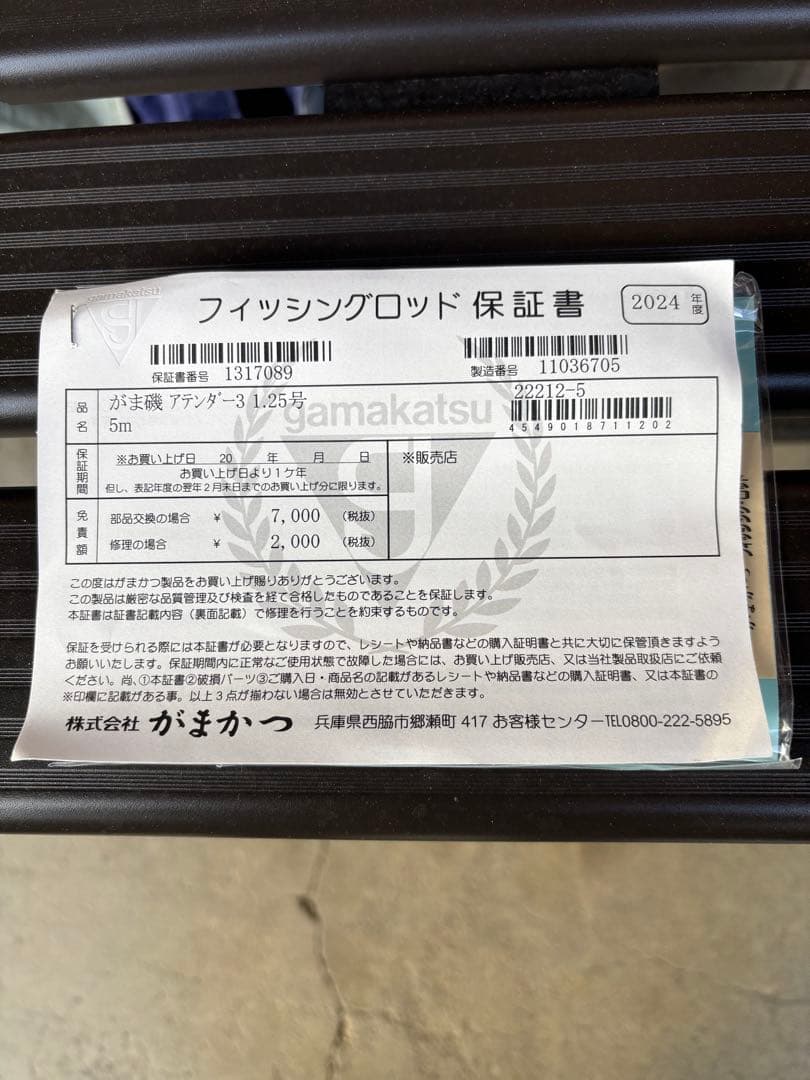 gamakatsu
フィッシングロッド 保証書
2024 年度
保証書番号 1317089
製造番号 11036705
品名
がま磯 アテンダー3 1.25号
5m
22212-5
4549018711202
gamakatsu
保証期間
※お買い上げ日 20 年 月 日
お買い上げ日より1ケ年
但し、表記年度の翌年2月末日までのお買い上げ分に限ります。
※販売店
免責額
部品交換の場合 ¥ 7,000 (税抜)
修理の場合 ¥ 2,000 (税抜)
この度はがまかつ製品をお買い上げ賜りありがとうございます。
この製品は厳密な品質管理及び検査を経て合格したものであることを保証します。
本証書は証書記載内容（裏面記載）で修理を行うことを約束するものです。
保証を受けられる際には本証書が必要となりますので、レシートや納品書などの購入証明書と共に大切に保管頂きますよう
お願いいたします。保証期間内に正常なご使用状態で故障した場合には、お買い上げ販売店、又は当社製品取扱店にご依頼
ください。尚、①本証書②破損パーツ③ご購入日・商品名の記載があるレシートや納品書などの購入証明書、又は本証書の
※印欄に記載がある事。以上3点が揃わない場合は無効とさせていただきます。
株式会社 がまかつ 兵庫県西脇市郷瀬町 417 お客様センターTEL0800-222-5895